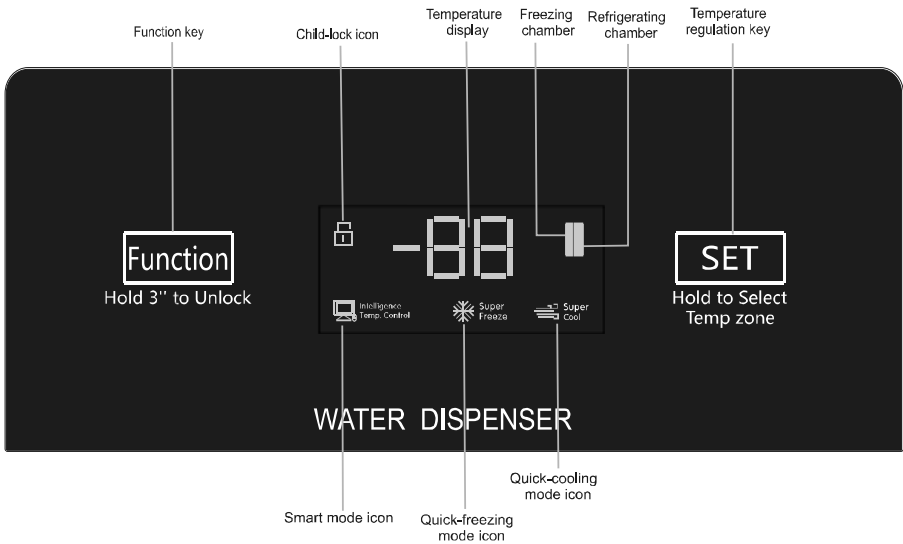 Function key
Child-lock icon
Temperature
display
Freezing
chamber
Refrigerating
chamber
Temperature
regulation key
-88
Function
Hold 3'' to Unlock
SET
Hold to Select
Temp zone
Intelligence
Temp. Control
Super
Freeze
Super
Cool
WATER DISPENSER
Smart mode icon
Quick-freezing
mode icon
Quick-cooling
mode icon